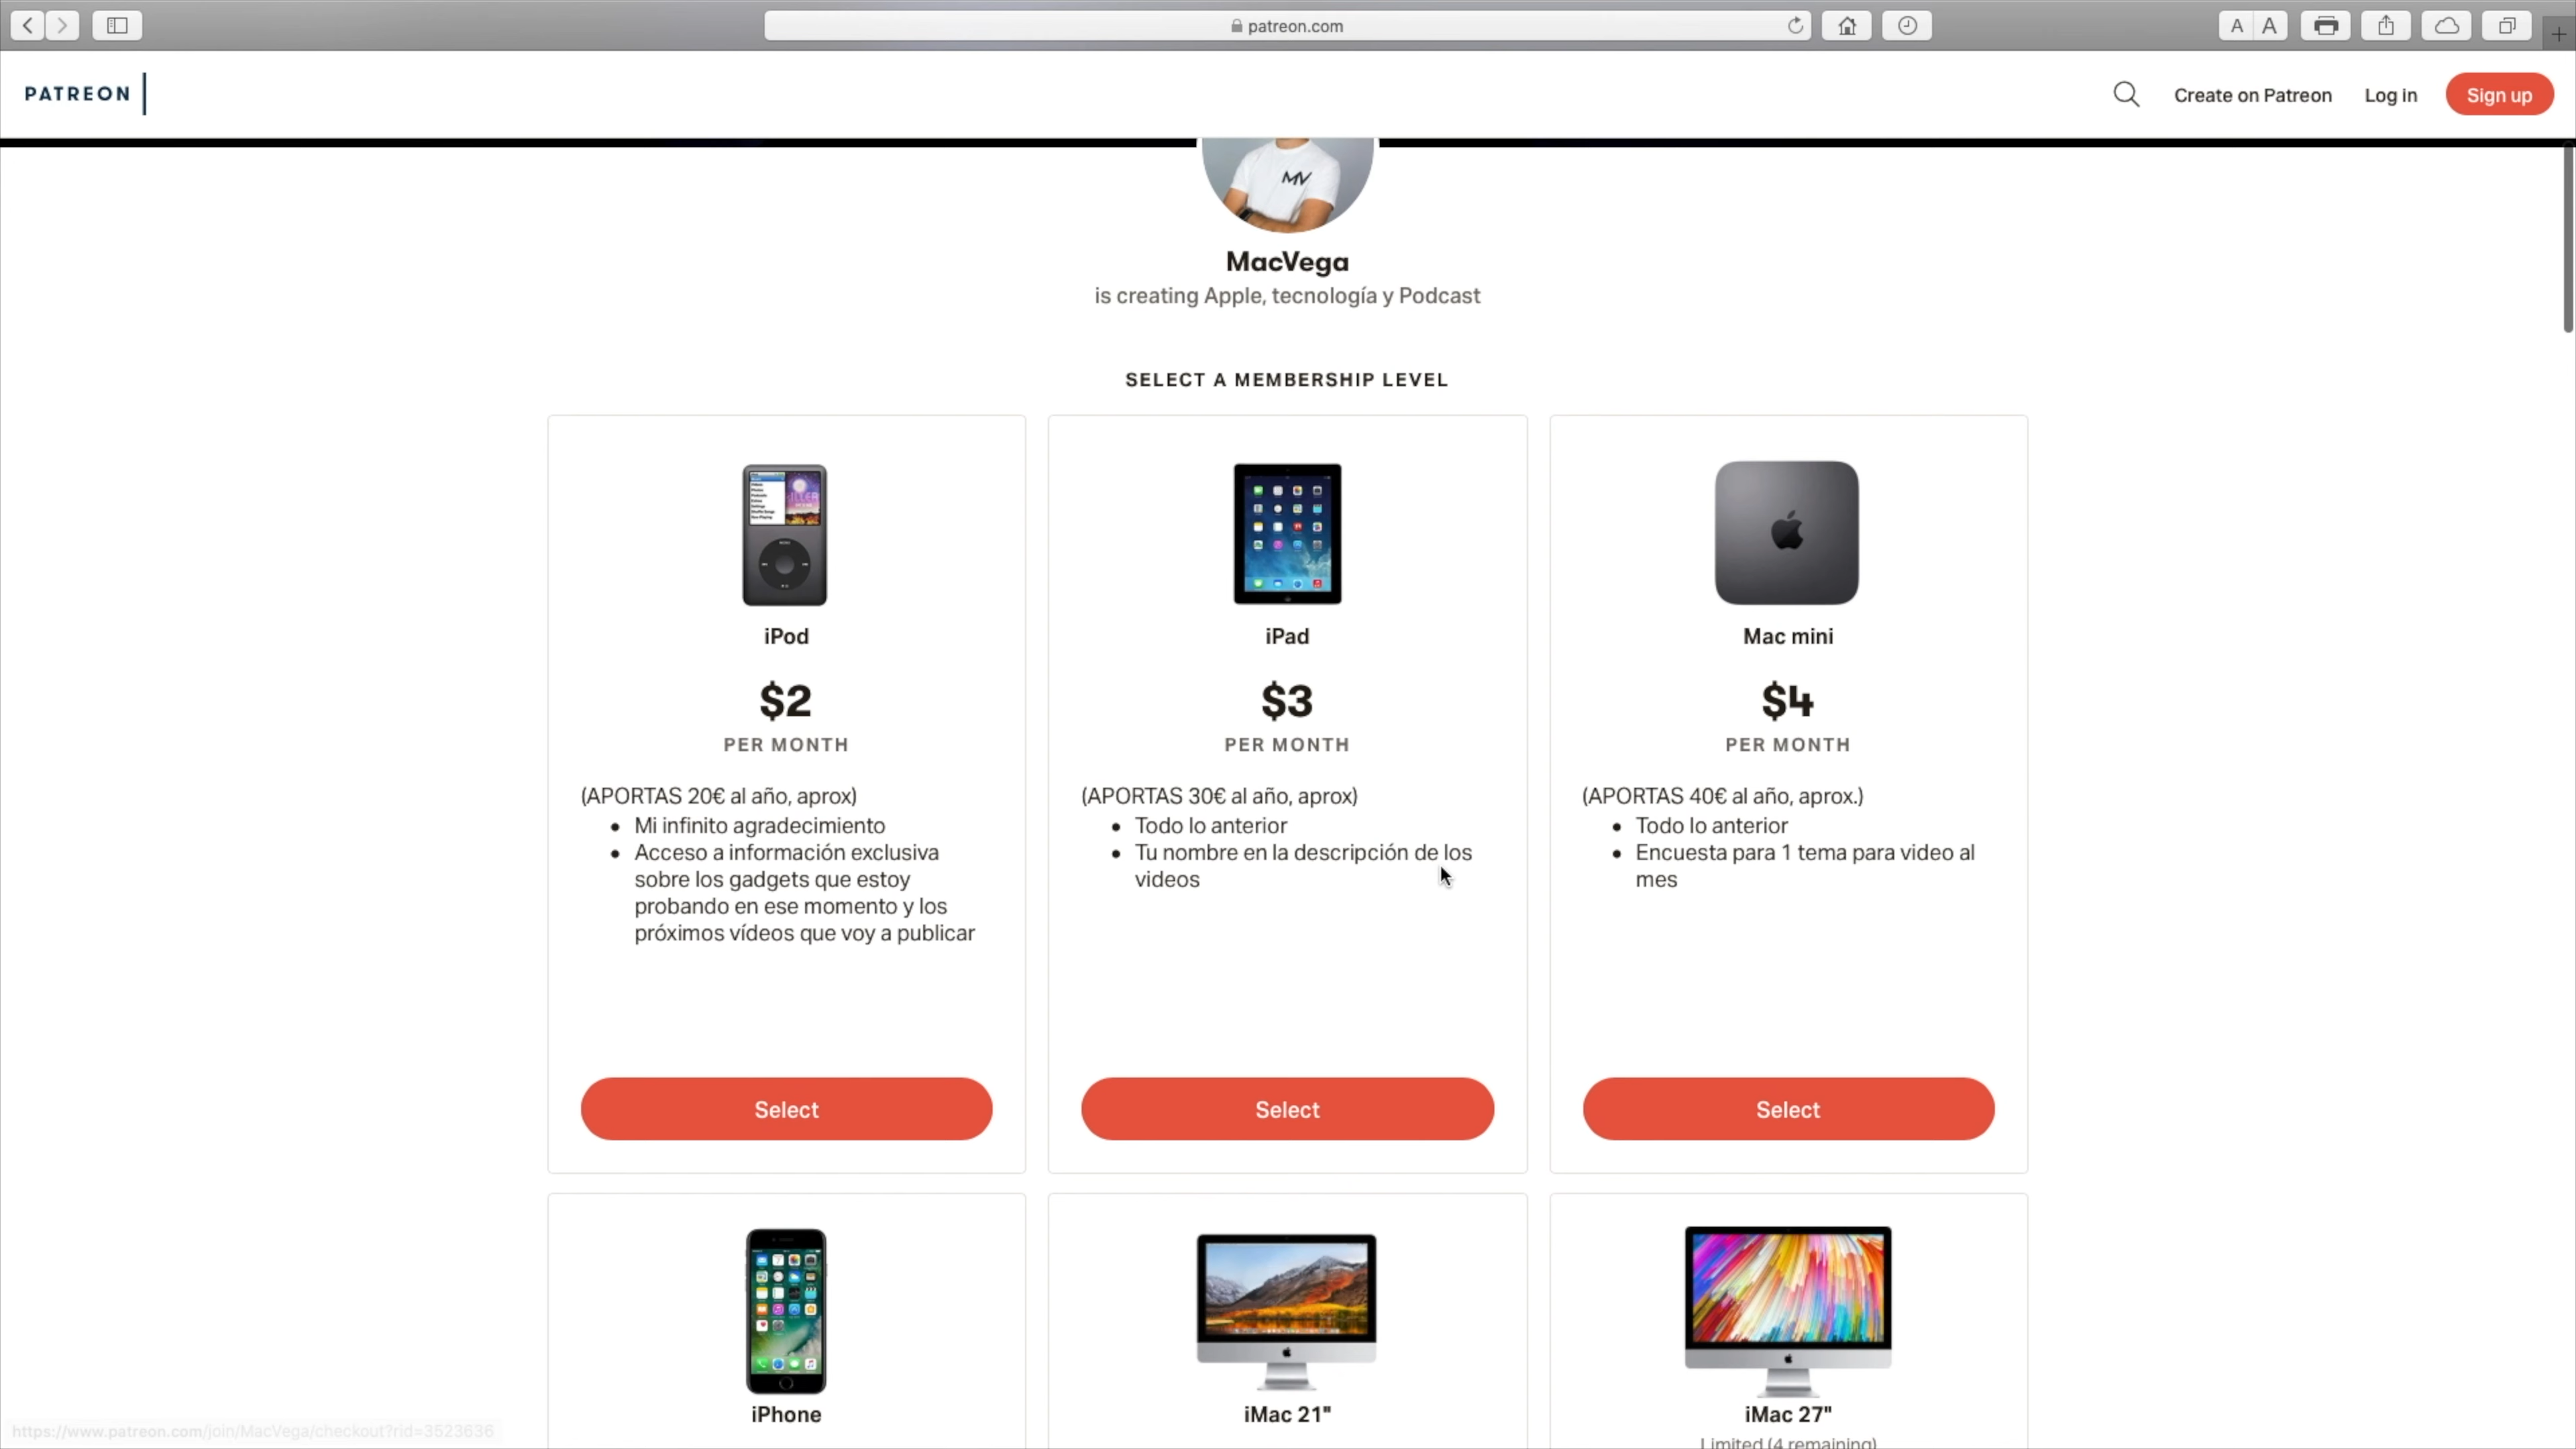 patreon.com
A A
PATREON
Create on Patreon
Log in
Sign up
MV
MacVega
is creating Apple, tecnología y Podcast
SELECT A MEMBERSHIP LEVEL
iPod
$2
PER MONTH
(APORTAS 20€ al año, aprox)
• Mi infinito agradecimiento
• Acceso a información exclusiva
sobre los gadgets que estoy
probando en ese momento y los
próximos vídeos que voy a publicar
Select
iPad
$3
PER MONTH
(APORTAS 30€ al año, aprox)
• Todo lo anterior
• Tu nombre en la descripción de los
videos
Select
Mac mini
$4
PER MONTH
(APORTAS 40€ al año, aprox.)
• Todo lo anterior
• Encuesta para 1 tema para video al
mes
Select
iPhone
iMac 21"
iMac 27"
Limited (4 remaining)
https://www.patreon.com/join/MacVega/checkout?rid=3523636